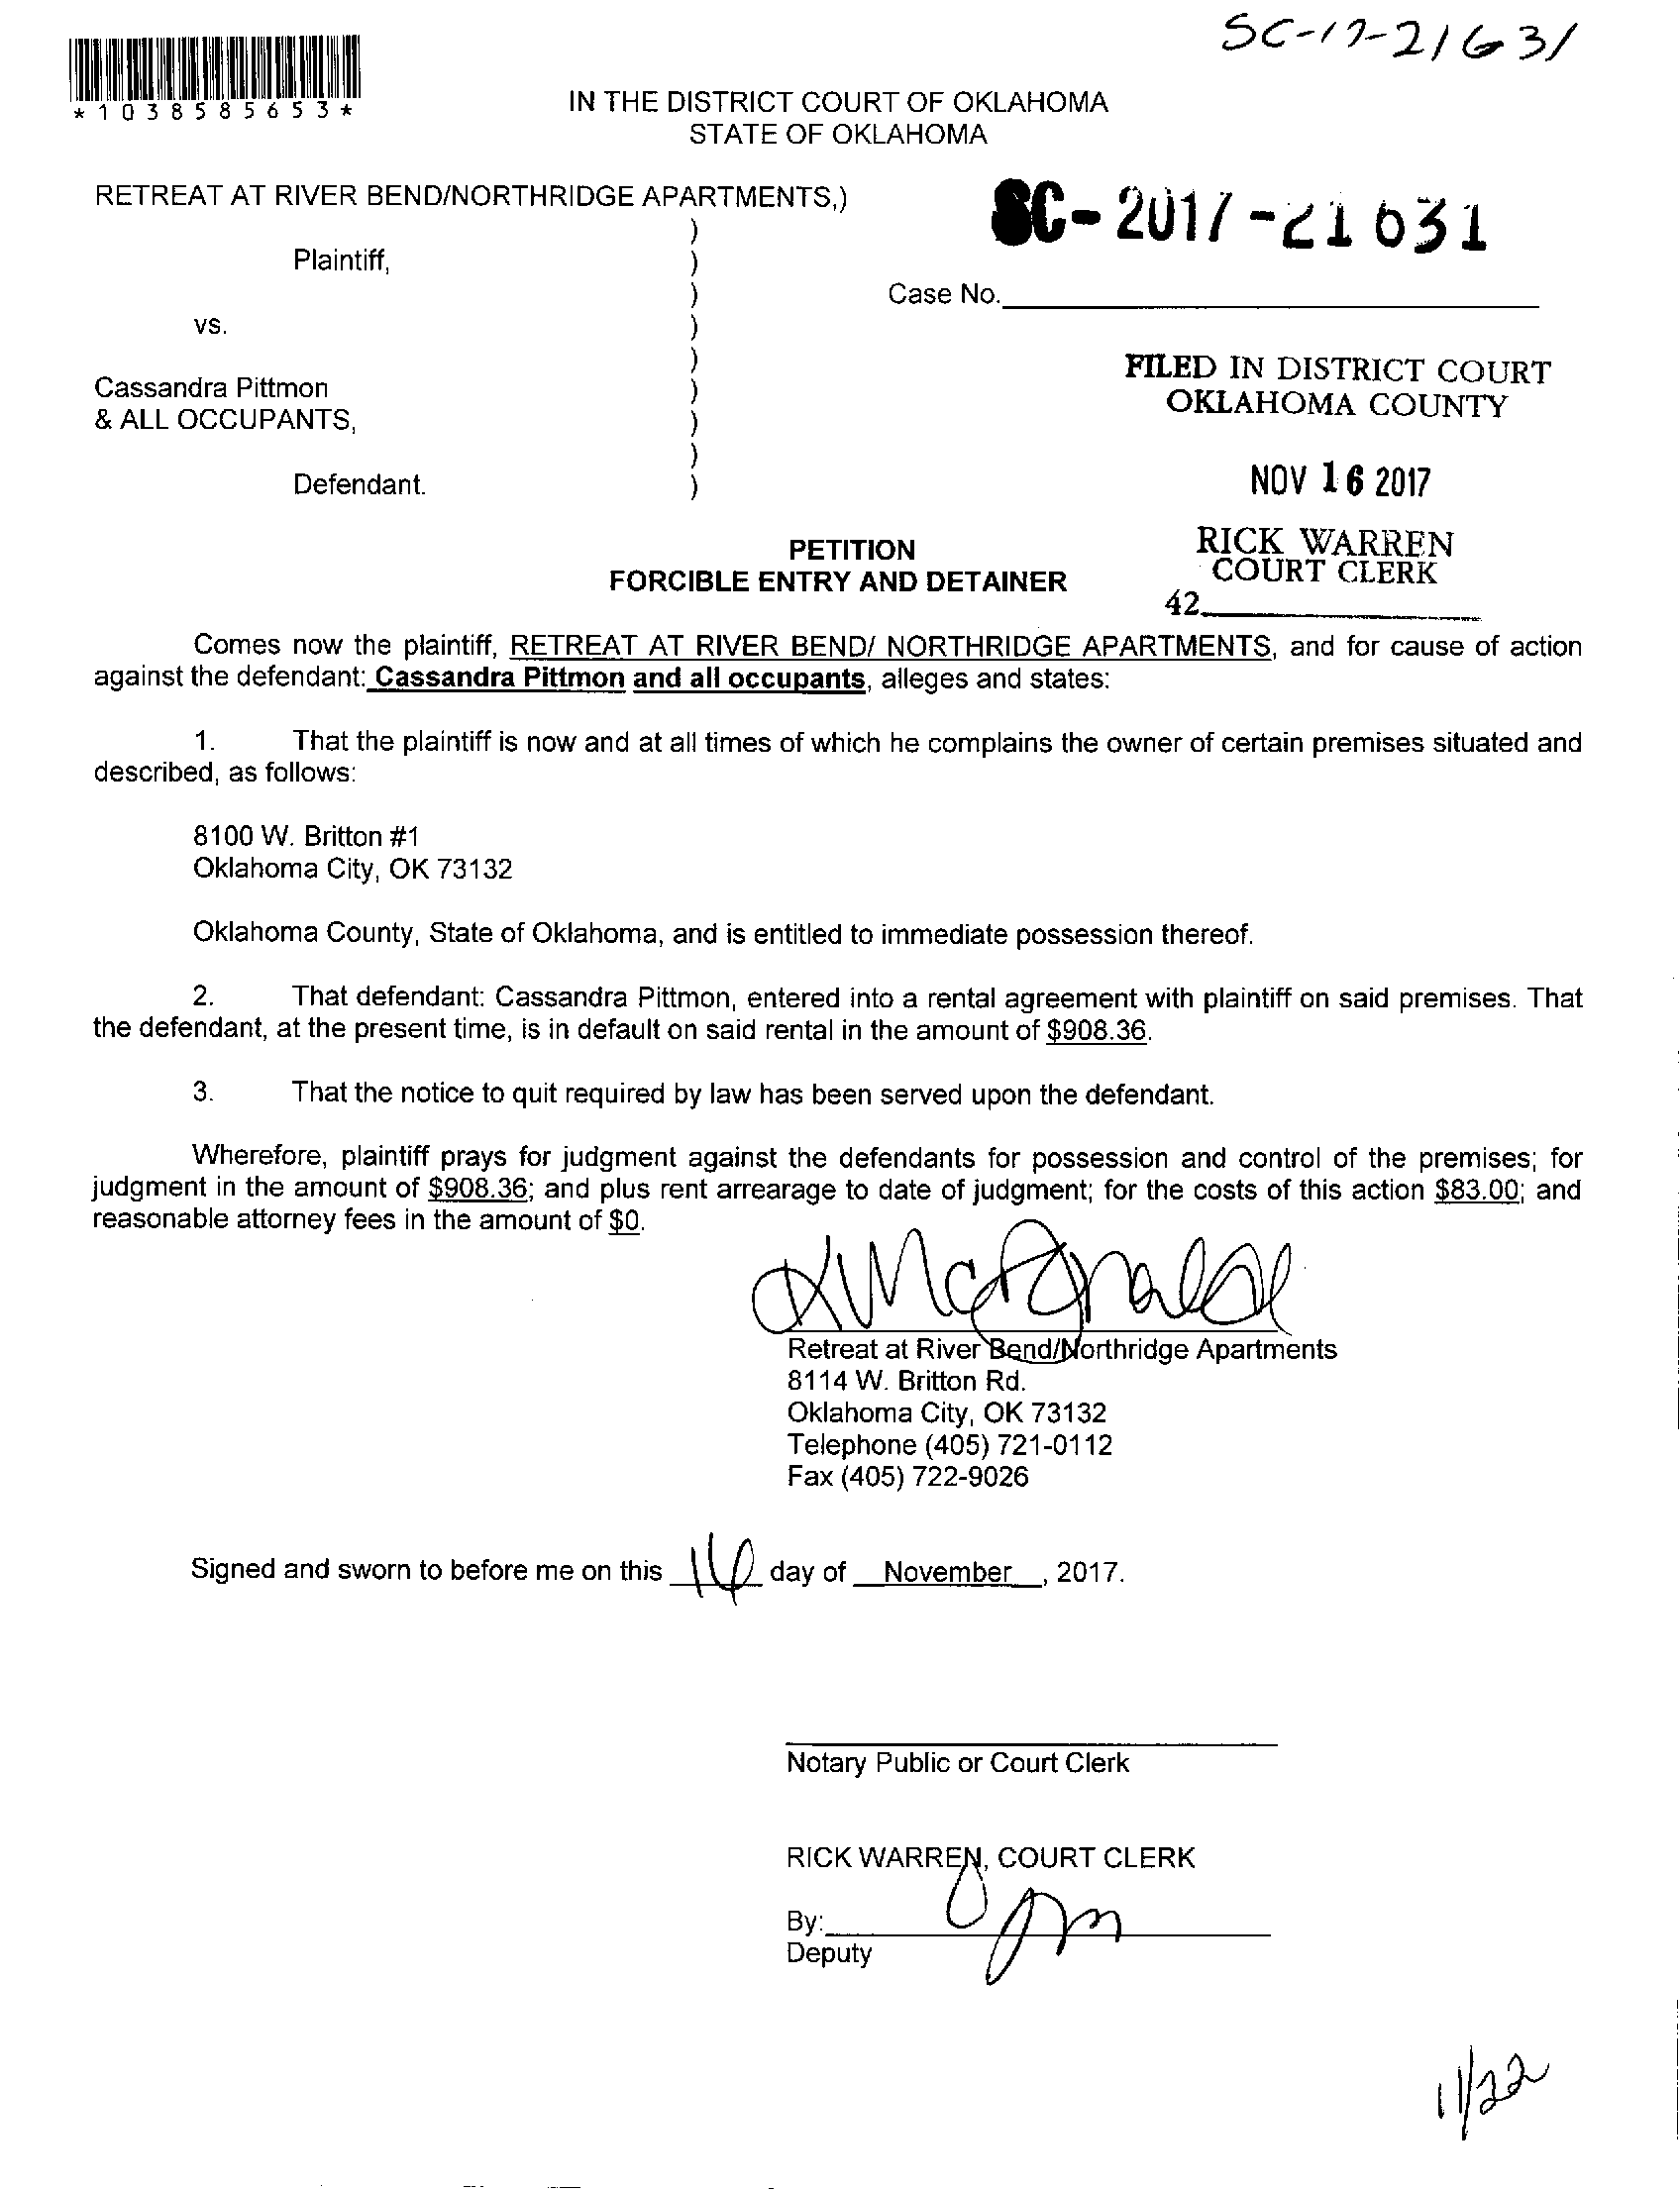 SC-17-21631
*1038585653*
IN THE DISTRICT COURT OF OKLAHOMA
STATE OF OKLAHOMA
RETREAT AT RIVER BEND/NORTHRIDGE APARTMENTS,)
SC-2017-21631
)
Plaintiff, )
) Case No.
vs. )
)
Cassandra Pittmon )
& ALL OCCUPANTS, )
)
Defendant. )
FILED IN DISTRICT COURT
OKLAHOMA COUNTY
NOV 16 2017
RICK WARREN
COURT CLERK
42
PETITION
FORCIBLE ENTRY AND DETAINER
Comes now the plaintiff, RETREAT AT RIVER BEND/ NORTHRIDGE APARTMENTS, and for cause of action
against the defendant: Cassandra Pittmon and all occupants, alleges and states:
1. That the plaintiff is now and at all times of which he complains the owner of certain premises situated and
described, as follows:
8100 W. Britton #1
Oklahoma City, OK 73132
Oklahoma County, State of Oklahoma, and is entitled to immediate possession thereof.
2. That defendant: Cassandra Pittmon, entered into a rental agreement with plaintiff on said premises. That
the defendant, at the present time, is in default on said rental in the amount of $908.36.
3. That the notice to quit required by law has been served upon the defendant.
Wherefore, plaintiff prays for judgment against the defendants for possession and control of the premises; for
judgment in the amount of $908.36; and plus rent arrearage to date of judgment; for the costs of this action $83.00; and
reasonable attorney fees in the amount of $0.
Retreat at River Bend/Northridge Apartments
8114 W. Britton Rd.
Oklahoma City, OK 73132
Telephone (405) 721-0112
Fax (405) 722-9026
Signed and sworn to before me on this 16 day of November, 2017.
Notary Public or Court Clerk
RICK WARREN, COURT CLERK
By:
Deputy
11/22